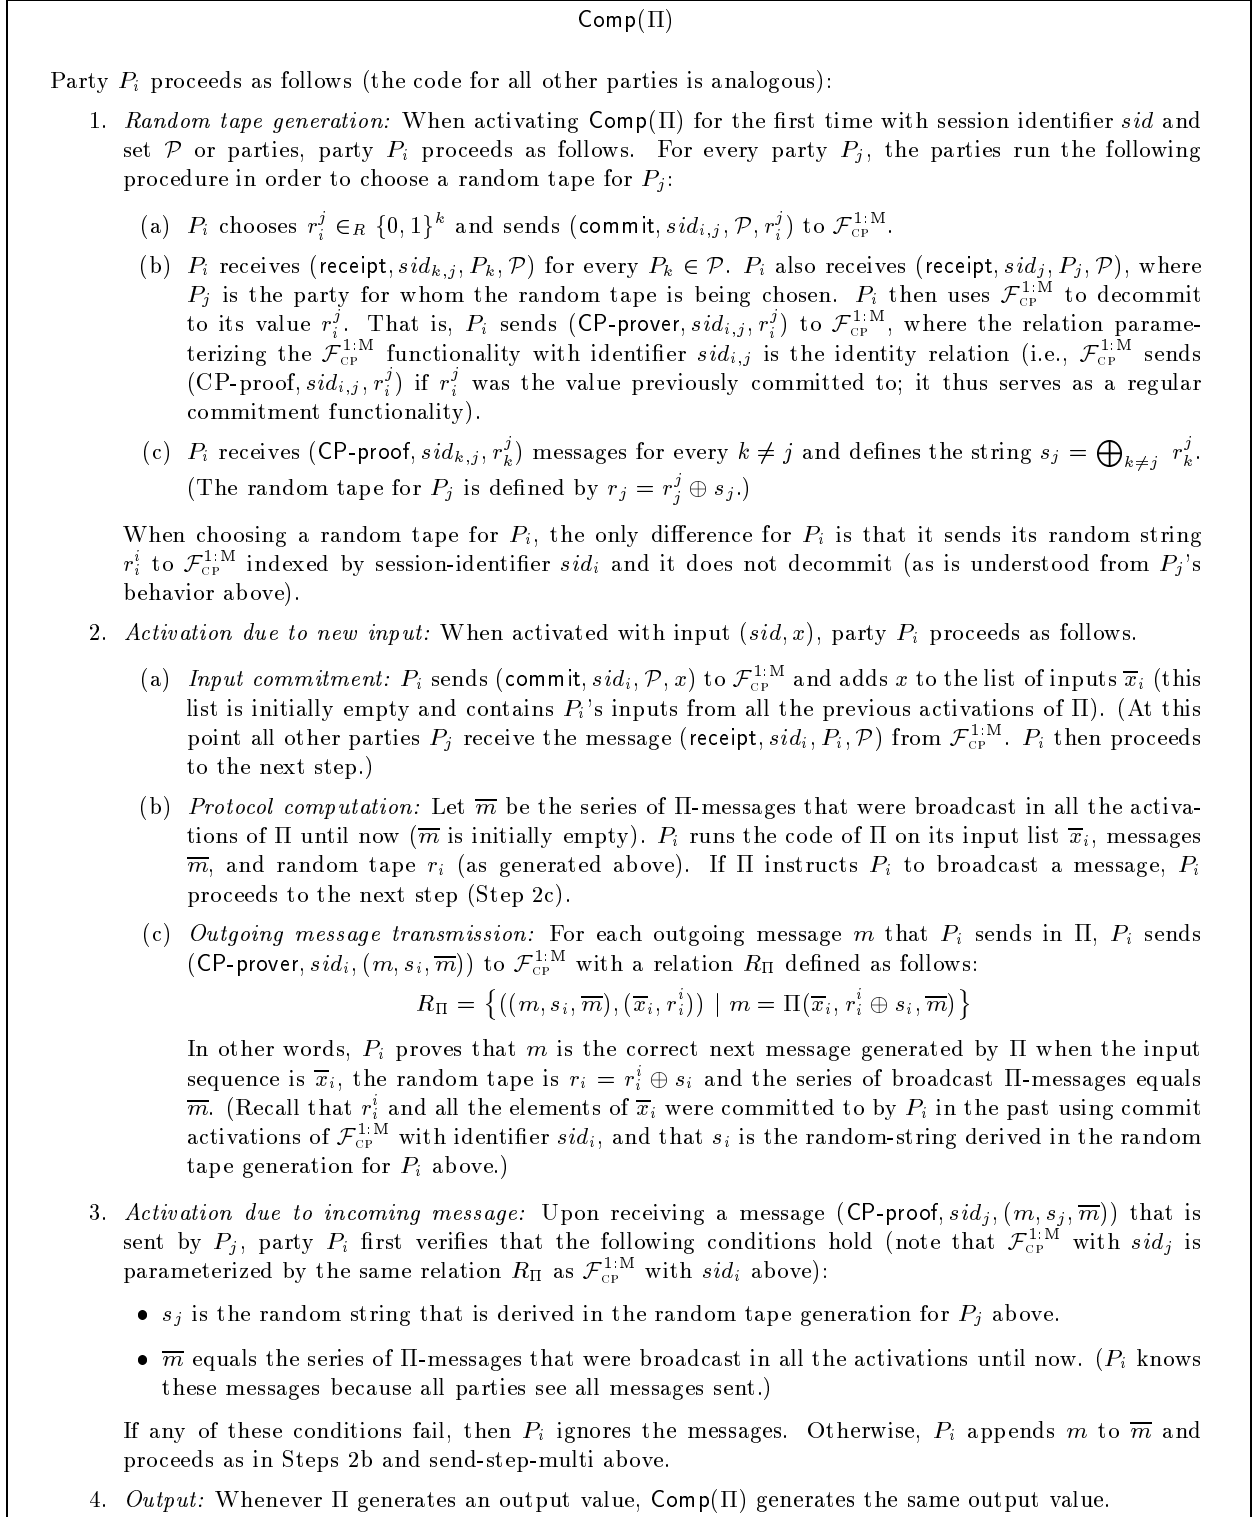 Comp(Π)
Party P_i proceeds as follows (the code for all other parties is analogous):
1. Random tape generation: When activating Comp(Π) for the first time with session identifier sid and
set 𝒫 or parties, party P_i proceeds as follows. For every party P_j, the parties run the following
procedure in order to choose a random tape for P_j:
(a) P_i chooses r_i^j ∈_R {0, 1}^k and sends (commit, sid_{i,j}, 𝒫, r_i^j) to ℱ_CP^{1:M}.
(b) P_i receives (receipt, sid_{k,j}, P_k, 𝒫) for every P_k ∈ 𝒫. P_i also receives (receipt, sid_j, P_j, 𝒫), where
P_j is the party for whom the random tape is being chosen. P_i then uses ℱ_CP^{1:M} to decommit
to its value r_i^j. That is, P_i sends (CP-prover, sid_{i,j}, r_i^j) to ℱ_CP^{1:M}, where the relation parame-
terizing the ℱ_CP^{1:M} functionality with identifier sid_{i,j} is the identity relation (i.e., ℱ_CP^{1:M} sends
(CP-proof, sid_{i,j}, r_i^j) if r_i^j was the value previously committed to; it thus serves as a regular
commitment functionality).
(c) P_i receives (CP-proof, sid_{k,j}, r_k^j) messages for every k ≠ j and defines the string s_j = ⨁_{k≠j} r_k^j.
(The random tape for P_j is defined by r_j = r_j^j ⊕ s_j.)
When choosing a random tape for P_i, the only difference for P_i is that it sends its random string
r_i^i to ℱ_CP^{1:M} indexed by session-identifier sid_i and it does not decommit (as is understood from P_j's
behavior above).
2. Activation due to new input: When activated with input (sid, x), party P_i proceeds as follows.
(a) Input commitment: P_i sends (commit, sid_i, 𝒫, x) to ℱ_CP^{1:M} and adds x to the list of inputs x̅_i (this
list is initially empty and contains P_i's inputs from all the previous activations of Π). (At this
point all other parties P_j receive the message (receipt, sid_i, P_i, 𝒫) from ℱ_CP^{1:M}. P_i then proceeds
to the next step.)
(b) Protocol computation: Let m̅ be the series of Π-messages that were broadcast in all the activa-
tions of Π until now (m̅ is initially empty). P_i runs the code of Π on its input list x̅_i, messages
m̅, and random tape r_i (as generated above). If Π instructs P_i to broadcast a message, P_i
proceeds to the next step (Step 2c).
(c) Outgoing message transmission: For each outgoing message m that P_i sends in Π, P_i sends
(CP-prover, sid_i, (m, s_i, m̅)) to ℱ_CP^{1:M} with a relation R_Π defined as follows:
R_Π = {((m, s_i, m̅), (x̅_i, r_i^i)) | m = Π(x̅_i, r_i^i ⊕ s_i, m̅)}
In other words, P_i proves that m is the correct next message generated by Π when the input
sequence is x̅_i, the random tape is r_i = r_i^i ⊕ s_i and the series of broadcast Π-messages equals
m̅. (Recall that r_i^i and all the elements of x̅_i were committed to by P_i in the past using commit
activations of ℱ_CP^{1:M} with identifier sid_i, and that s_i is the random-string derived in the random
tape generation for P_i above.)
3. Activation due to incoming message: Upon receiving a message (CP-proof, sid_j, (m, s_j, m̅)) that is
sent by P_j, party P_i first verifies that the following conditions hold (note that ℱ_CP^{1:M} with sid_j is
parameterized by the same relation R_Π as ℱ_CP^{1:M} with sid_i above):
• s_j is the random string that is derived in the random tape generation for P_j above.
• m̅ equals the series of Π-messages that were broadcast in all the activations until now. (P_i knows
these messages because all parties see all messages sent.)
If any of these conditions fail, then P_i ignores the messages. Otherwise, P_i appends m to m̅ and
proceeds as in Steps 2b and send-step-multi above.
4. Output: Whenever Π generates an output value, Comp(Π) generates the same output value.